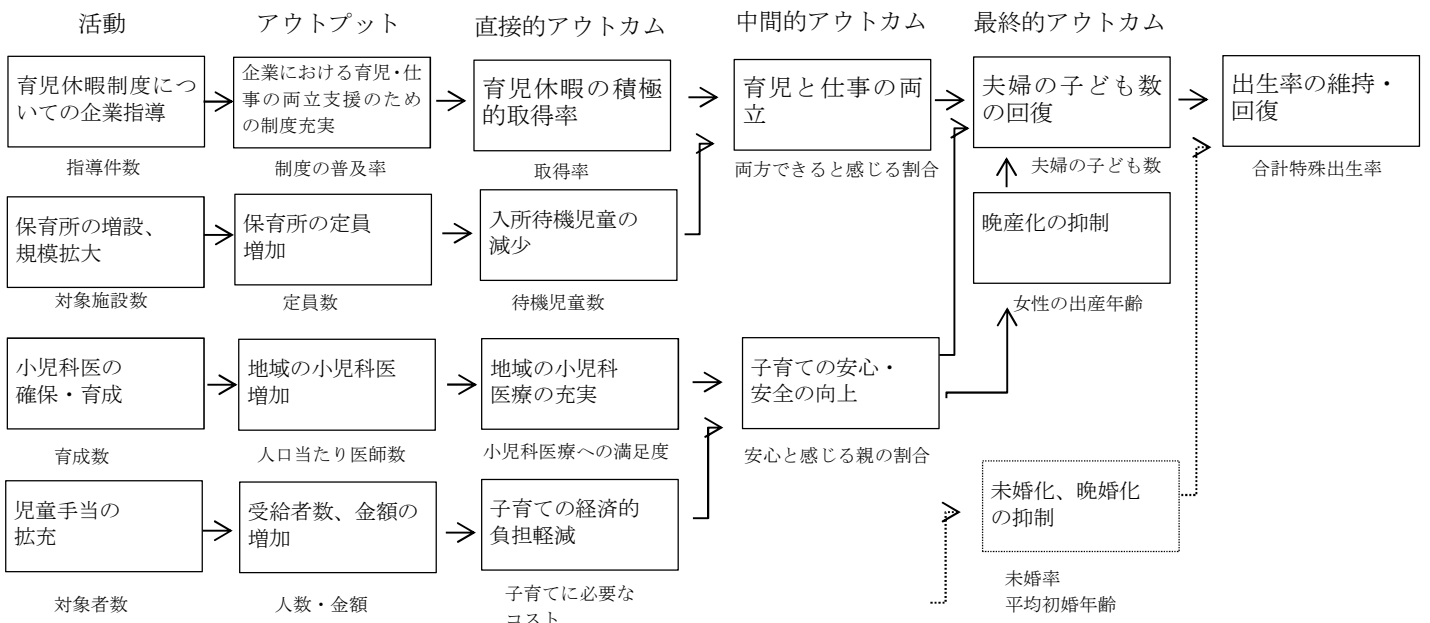 活動
アウトプット
直接的アウトカム
中間的アウトカム
最終的アウトカム
育児休暇制度につ
いての企業指導
指導件数
企業における育児・仕
事の両立支援のため
の制度充実
制度の普及率
育児休暇の積極
的取得率
取得率
育児と仕事の両
立
両方できると感じる割合
夫婦の子ども数
の回復
夫婦の子ども数
出生率の維持・
回復
合計特殊出生率
保育所の増設、
規模拡大
対象施設数
保育所の定員
増加
定員数
入所待機児童の
減少
待機児童数
晩産化の抑制
女性の出産年齢
小児科医の
確保・育成
育成数
地域の小児科医
増加
人口当たり医師数
地域の小児科
医療の充実
小児科医療への満足度
子育ての安心・
安全の向上
安心と感じる親の割合
児童手当の
拡充
対象者数
受給者数、金額の
増加
人数・金額
子育ての経済的
負担軽減
子育てに必要な
コスト
未婚化、晩婚化
の抑制
未婚率
平均初婚年齢